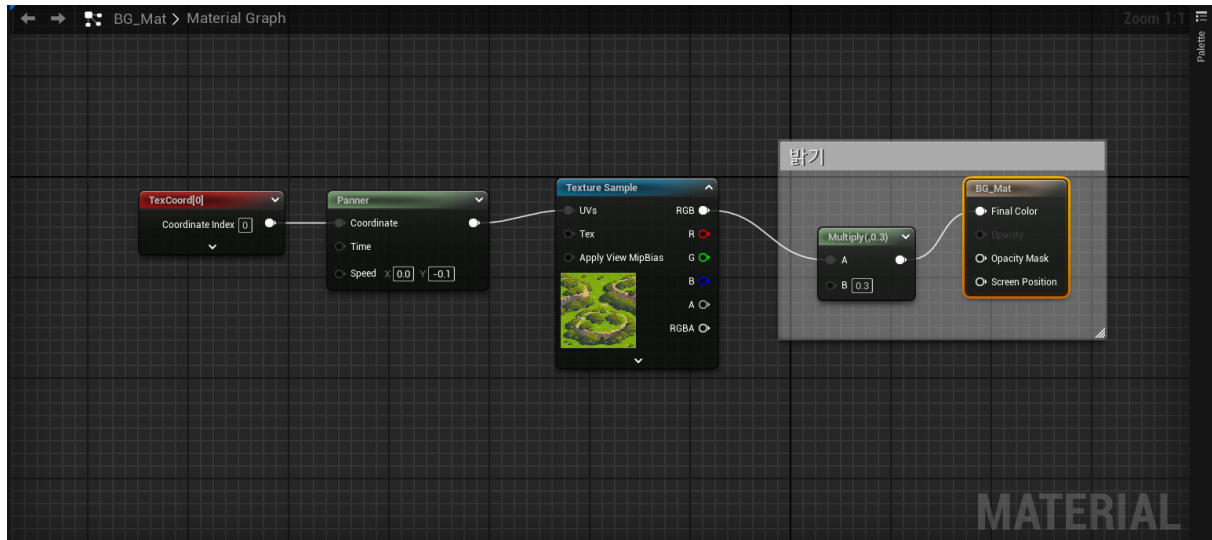 BG_Mat > Material Graph
Zoom 1:1
Palette
밝기
TexCoord[0]
Coordinate Index 0
Panner
Coordinate
Time
Speed X 0.0 Y -0.1
Texture Sample
UVs RGB
Tex R
Apply View MipBias G
B
A
RGBA
Multiply(,0.3)
A
B 0.3
BG_Mat
Final Color
Opacity
Opacity Mask
Screen Position
MATERIAL